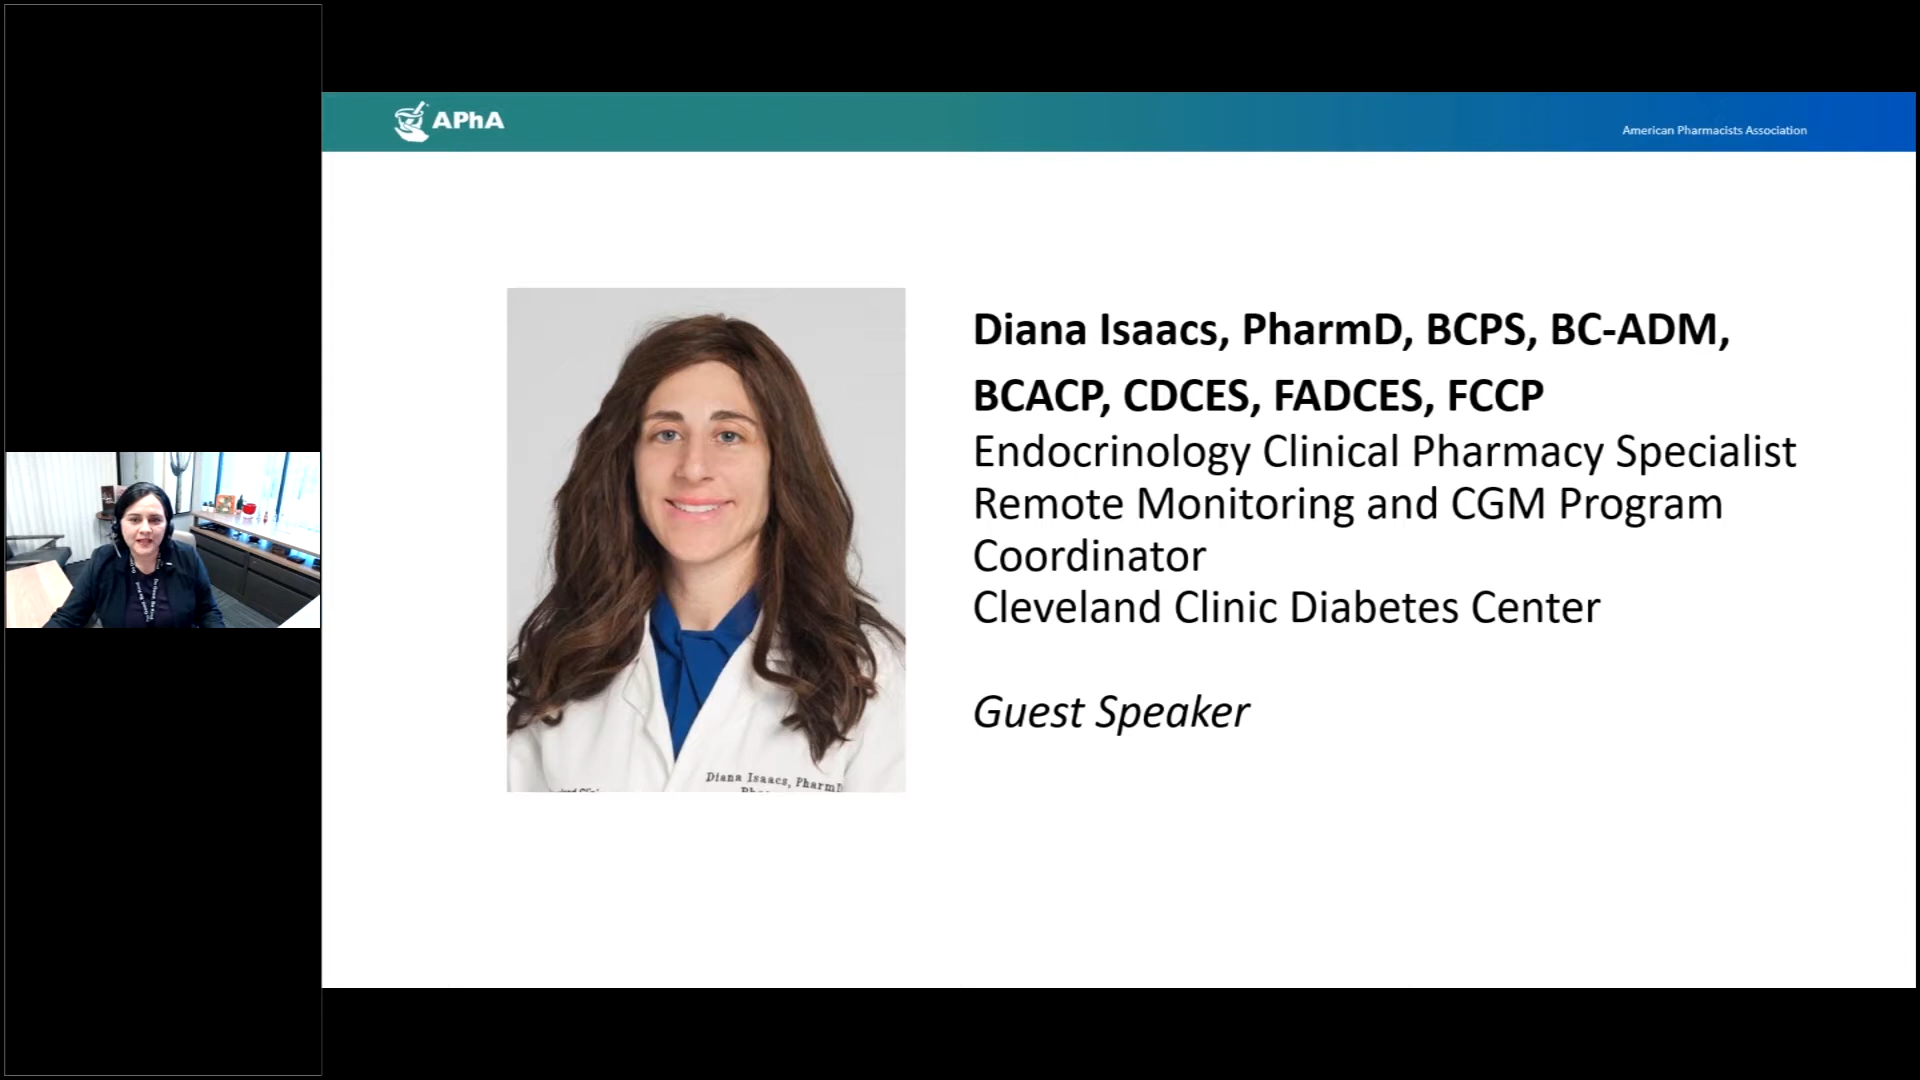 APhA
American Pharmacists Association
Diana Isaacs, PharmD, BCPS, BC-ADM,
BCACP, CDCES, FADCES, FCCP
Endocrinology Clinical Pharmacy Specialist
Remote Monitoring and CGM Program
Coordinator
Cleveland Clinic Diabetes Center
Guest Speaker
Diana Isaacs, PharmD